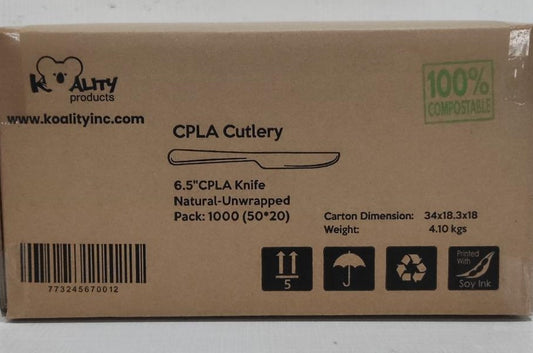 KOALITY
products
www.koalityinc.com
100%
COMPOSTABLE
CPLA Cutlery
6.5"CPLA Knife
Natural-Unwrapped
Pack: 1000 (50*20)
Carton Dimension: 34x18.3x18
Weight: 4.10 kgs
773245670012
5
Printed
With
Soy Ink